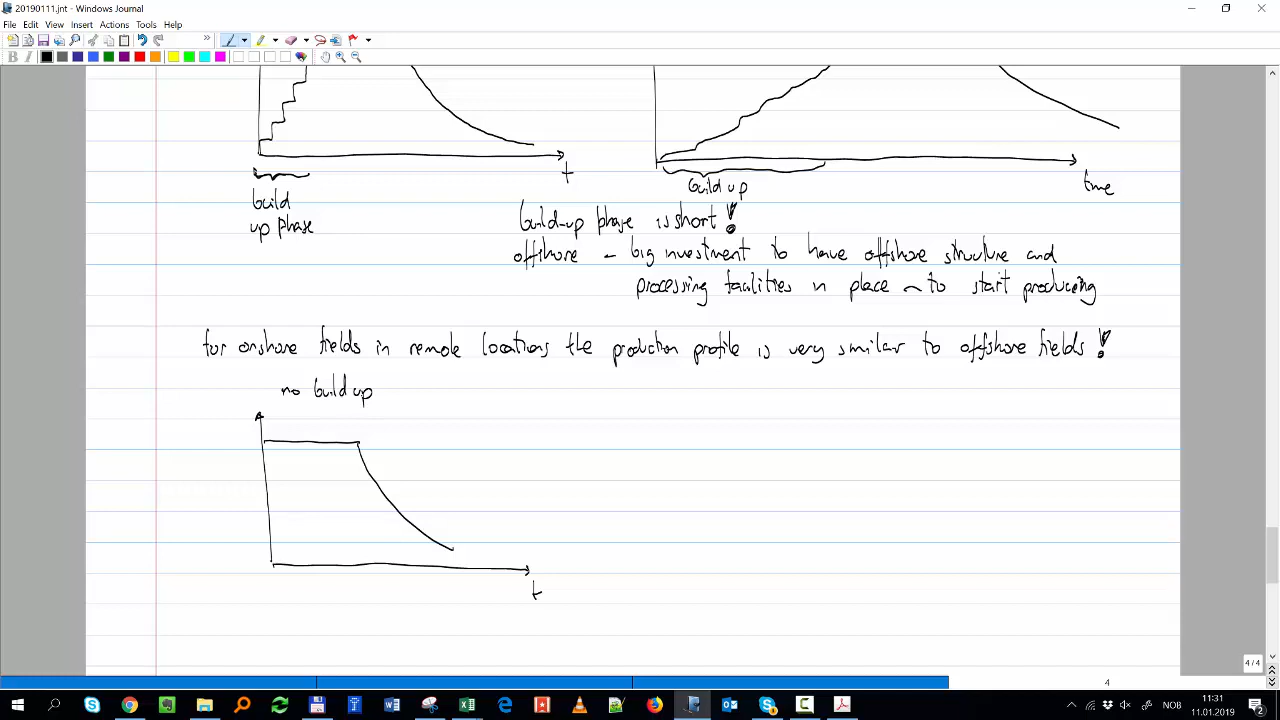 20190111.jnt - Windows Journal
File Edit View Insert Actions Tools Help
B I
t
time
build up
build
up phase
build-up phase is short!
offshore - big investment to have offshore structure and
processing facilities in place - to start producing
for onshore fields in remote locations the production profile is very similar to offshore fields!
no build up
t
4/4
4
NOB
11:31
11.01.2019